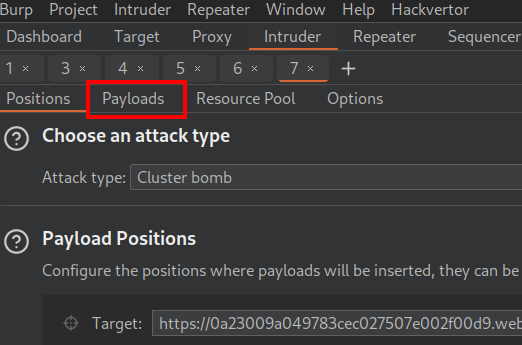 Burp Project Intruder Repeater Window Help Hackvertor
Dashboard Target Proxy Intruder Repeater Sequencer
1 × 3 × 4 × 5 × 6 × 7 × +
Positions Payloads Resource Pool Options
? Choose an attack type
Attack type: Cluster bomb
? Payload Positions
Configure the positions where payloads will be inserted, they can be
Target: https://0a23009a049783cec027507e002f00d9.web